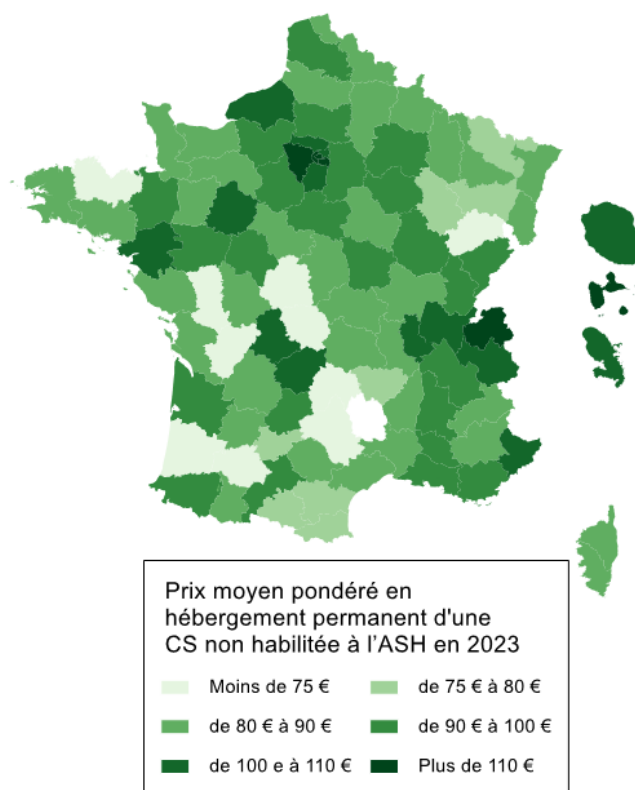 Prix moyen pondéré en
hébergement permanent d'une
CS non habilitée à l’ASH en 2023
Moins de 75 €
de 75 € à 80 €
de 80 € à 90 €
de 90 € à 100 €
de 100 e à 110 €
Plus de 110 €